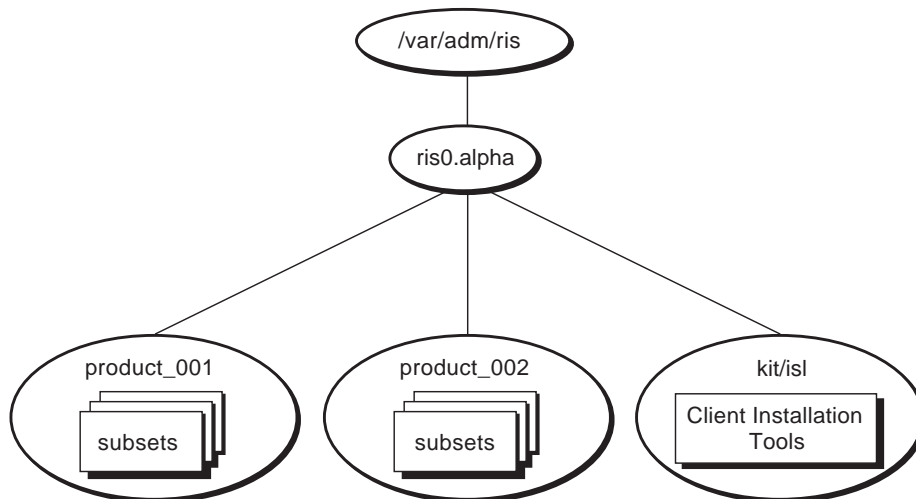 /var/adm/ris
ris0.alpha
product_001
subsets
product_002
subsets
kit/isl
Client Installation
Tools